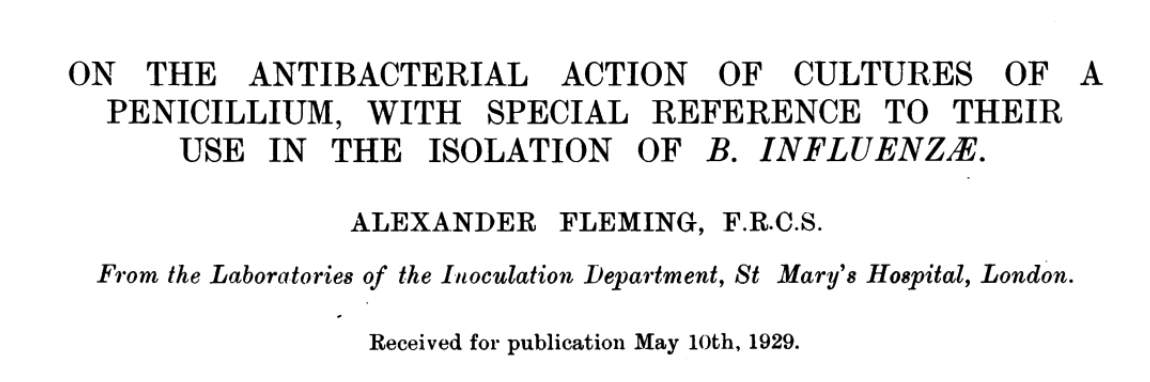 ON THE ANTIBACTERIAL ACTION OF CULTURES OF A
PENICILLIUM, WITH SPECIAL REFERENCE TO THEIR
USE IN THE ISOLATION OF B. INFLUENZÆ.
ALEXANDER FLEMING, F.R.C.S.
From the Laboratories of the Inoculation Department, St Mary's Hospital, London.
Received for publication May 10th, 1929.